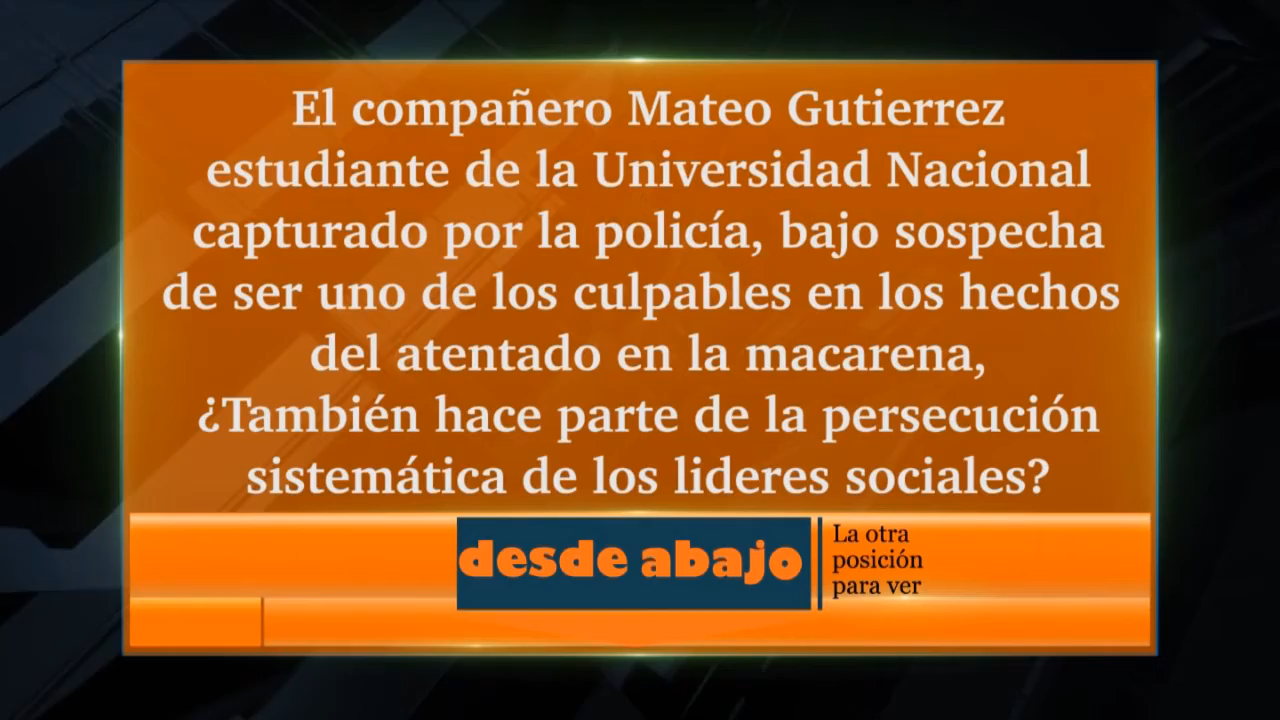 El compañero Mateo Gutierrez
estudiante de la Universidad Nacional
capturado por la policía, bajo sospecha
de ser uno de los culpables en los hechos
del atentado en la macarena,
¿También hace parte de la persecución
sistemática de los lideres sociales?
desde abajo
La otra
posición
para ver